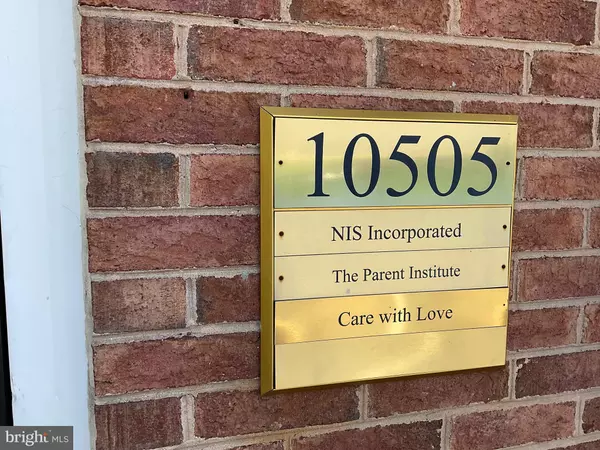 10505
NIS Incorporated
The Parent Institute
Care with Love
bright MLS